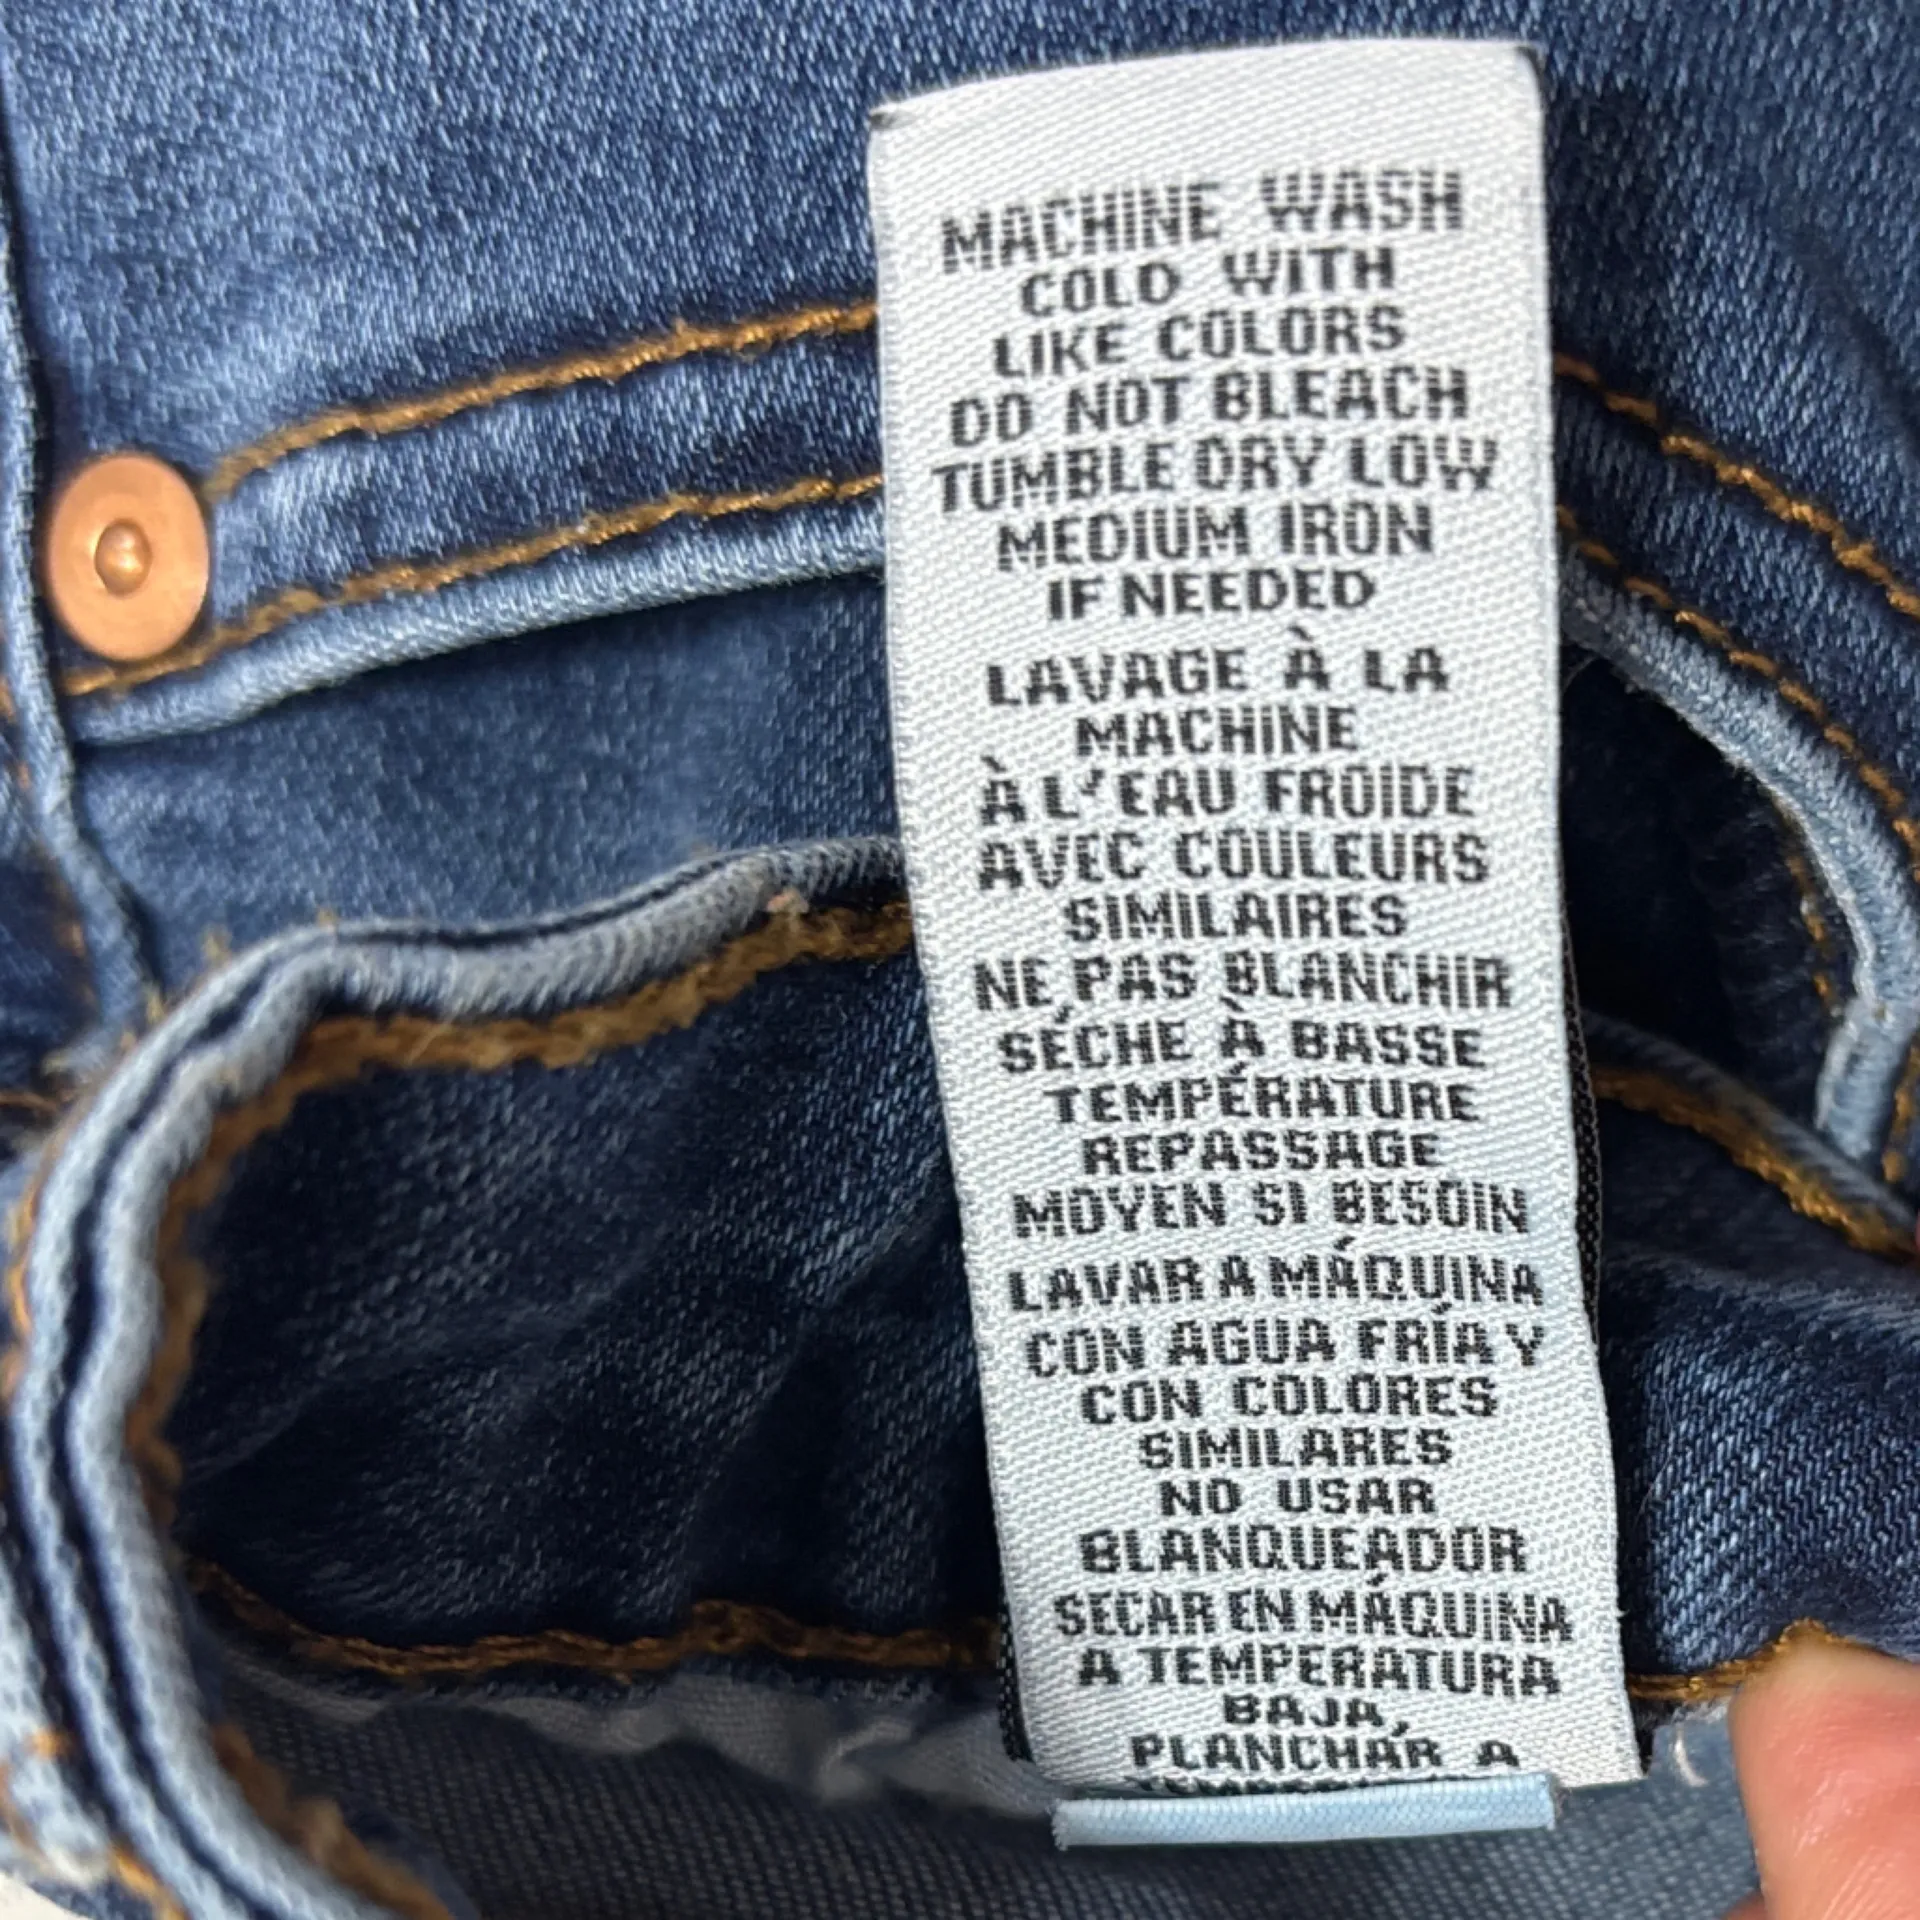 MACHINE WASH
COLD WITH
LIKE COLORS
DO NOT BLEACH
TUMBLE DRY LOW
MEDIUM IRON
IF NEEDED
LAVAGE À LA
MACHINE
À L'EAU FROIDE
AVEC COULEURS
SIMILAIRES
NE PAS BLANCHIR
SÉCHE À BASSE
TEMPÉRATURE
REPASSAGE
MOYEN SI BESOIN
LAVAR A MÁQUINA
CON AGUA FRÍA Y
CON COLORES
SIMILARES
NO USAR
BLANQUEADOR
SECAR EN MÁQUINA
A TEMPERATURA
BAJA,
PLANCHAR A